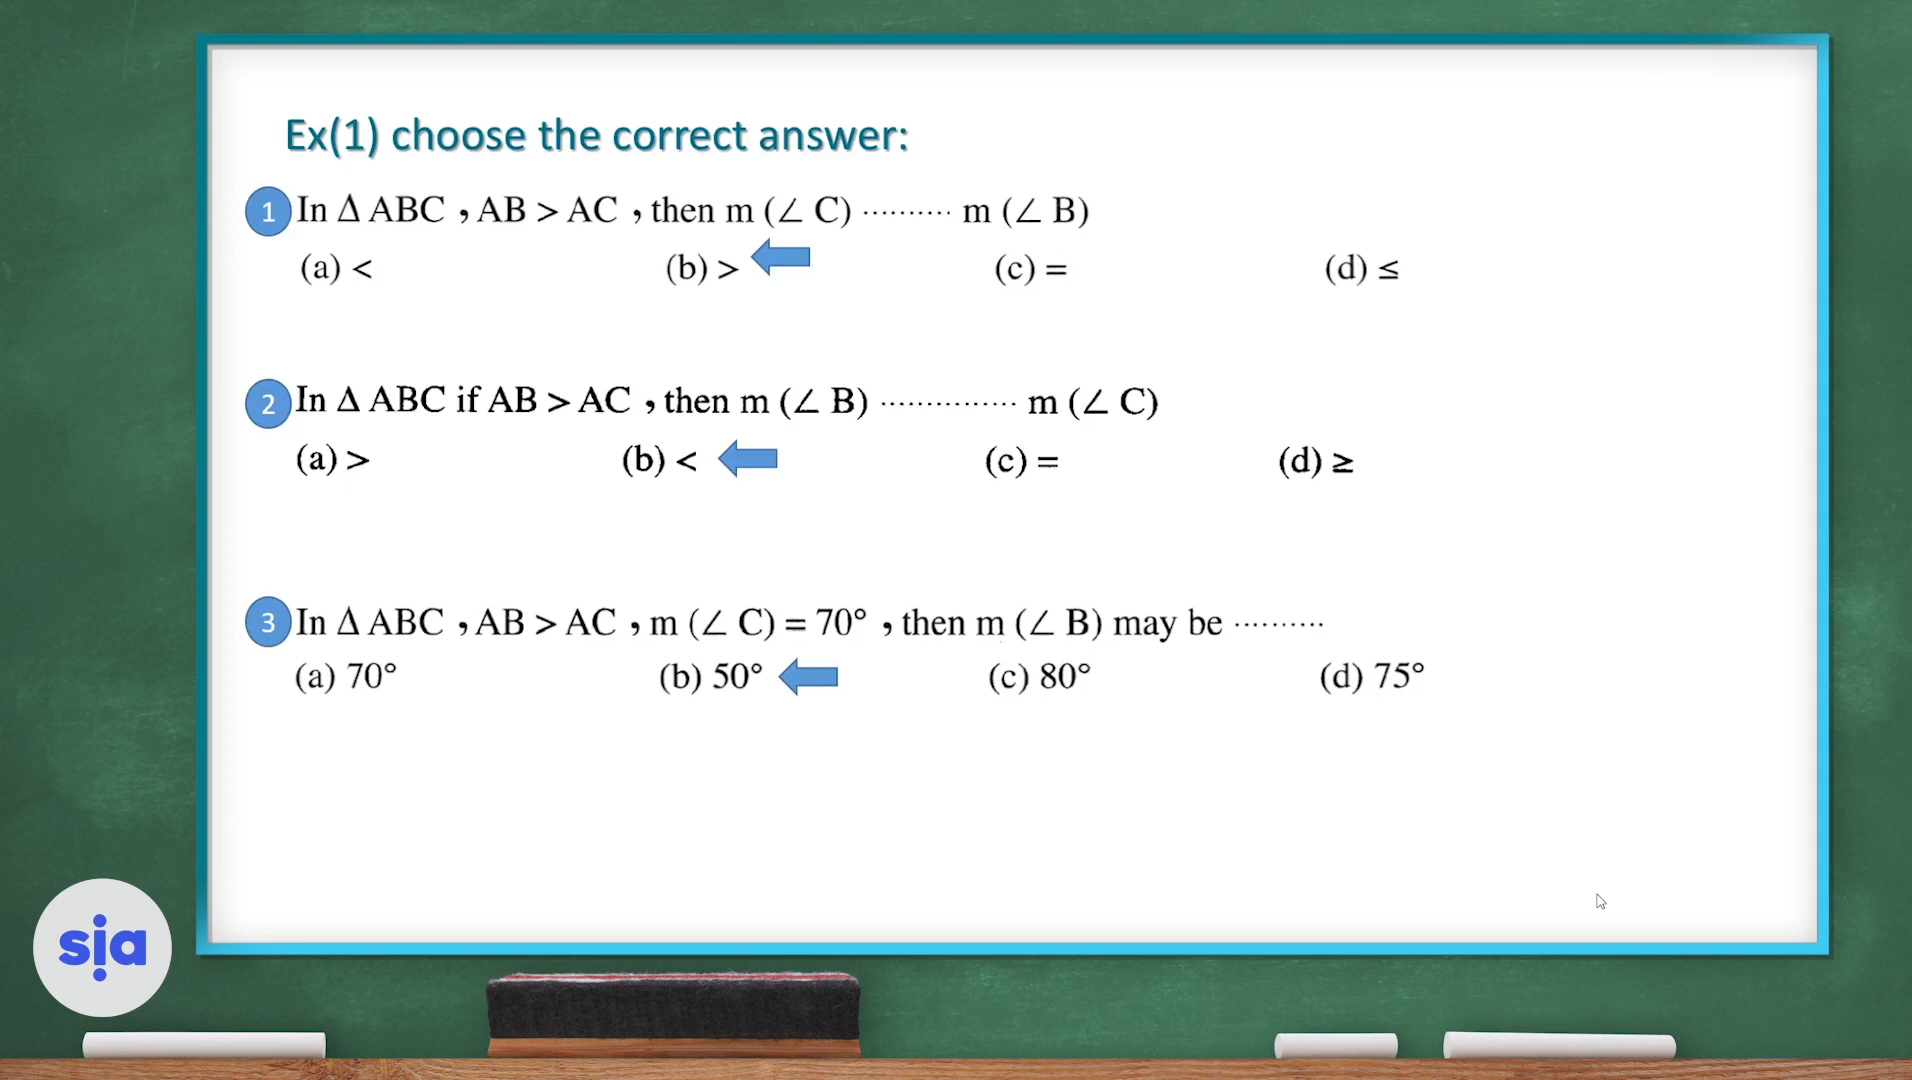 Ex(1) choose the correct answer:
1 In Δ ABC , AB > AC , then m (∠ C) .......... m (∠ B)
(a) < (b) > (c) = (d) ≤
2 In Δ ABC if AB > AC , then m (∠ B) ............... m (∠ C)
(a) > (b) < (c) = (d) ≥
3 In Δ ABC , AB > AC , m (∠ C) = 70° , then m (∠ B) may be ..........
(a) 70° (b) 50° (c) 80° (d) 75°
sia